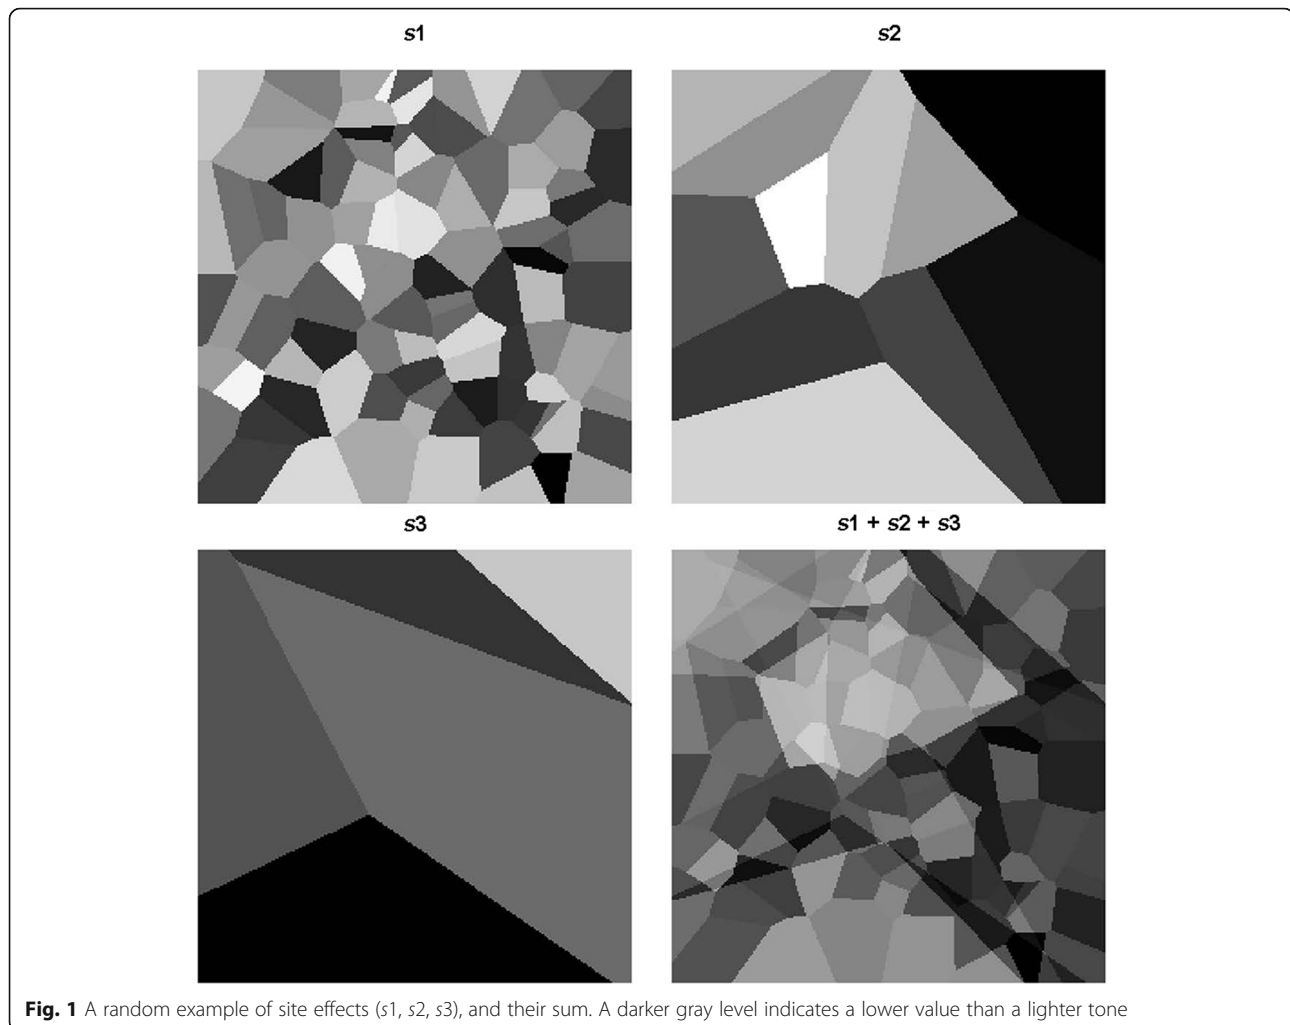 s1
s2
s3
s1 + s2 + s3
Fig. 1 A random example of site effects (s1, s2, s3), and their sum. A darker gray level indicates a lower value than a lighter tone